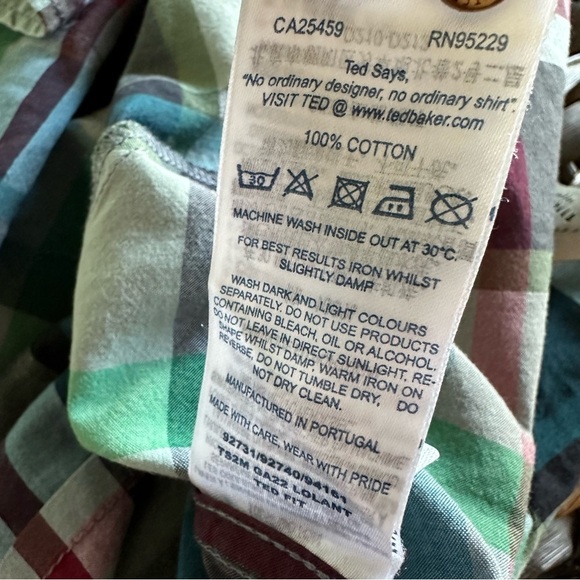 CA25459
RN95229
Ted Says,
"No ordinary designer, no ordinary shirt".
VISIT TED @ www.tedbaker.com
100% COTTON
30
MACHINE WASH INSIDE OUT AT 30°C.
FOR BEST RESULTS IRON WHILST
SLIGHTLY DAMP
WASH DARK AND LIGHT COLOURS
SEPARATELY. DO NOT USE PRODUCTS
CONTAINING BLEACH, OIL OR ALCOHOL.
DO NOT LEAVE IN DIRECT SUNLIGHT, RE-
SHAPE WHILST DAMP. WARM IRON ON
REVERSE, DO NOT TUMBLE DRY. DO
NOT DRY CLEAN.
MANUFACTURED IN PORTUGAL
MADE WITH CARE, WEAR WITH PRIDE
92731/92740/94161
TS2M GA22 LOLANT
TED FIT